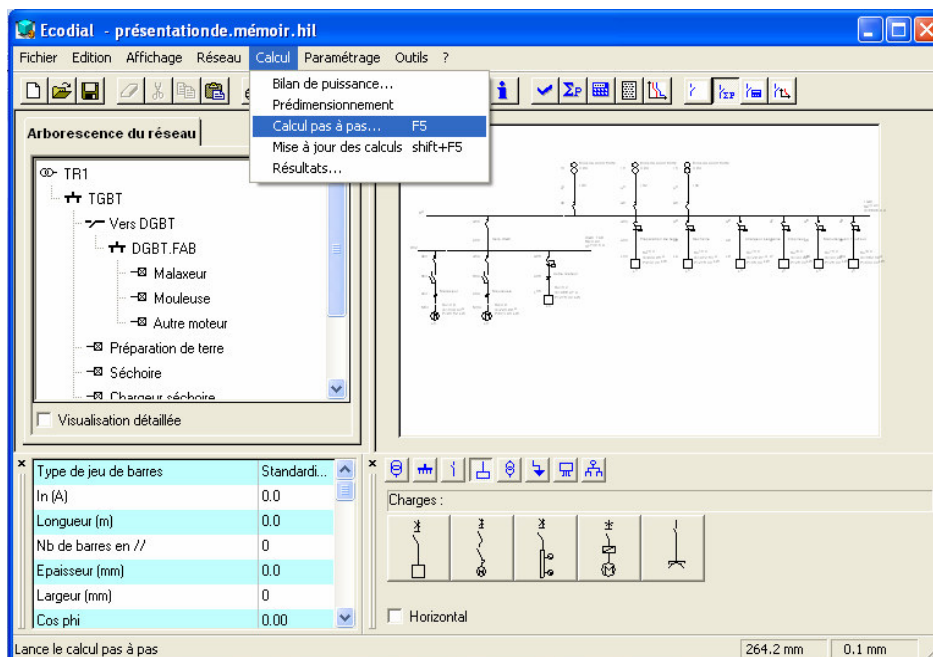 Ecodial - présentationde.mémoir.hil
Fichier Edition Affichage Réseau Calcul Paramétrage Outils ?
Bilan de puissance...
Prédimensionnement
Calcul pas à pas... F5
Mise à jour des calculs shift+F5
Résultats...
Arborescence du réseau
TR1
TGBT
Vers DGBT
DGBT.FAB
Malaxeur
Mouleuse
Autre moteur
Préparation de terre
Séchoire
Chargeur séchoire
Visualisation détaillée
Type de jeu de barres Standardi...
In (A) 0.0
Longueur (m) 0.0
Nb de barres en // 0
Epaisseur (mm) 0.0
Largeur (mm) 0
Cos phi 0.00
Charges :
Horizontal
Lance le calcul pas à pas
264.2 mm 0.1 mm